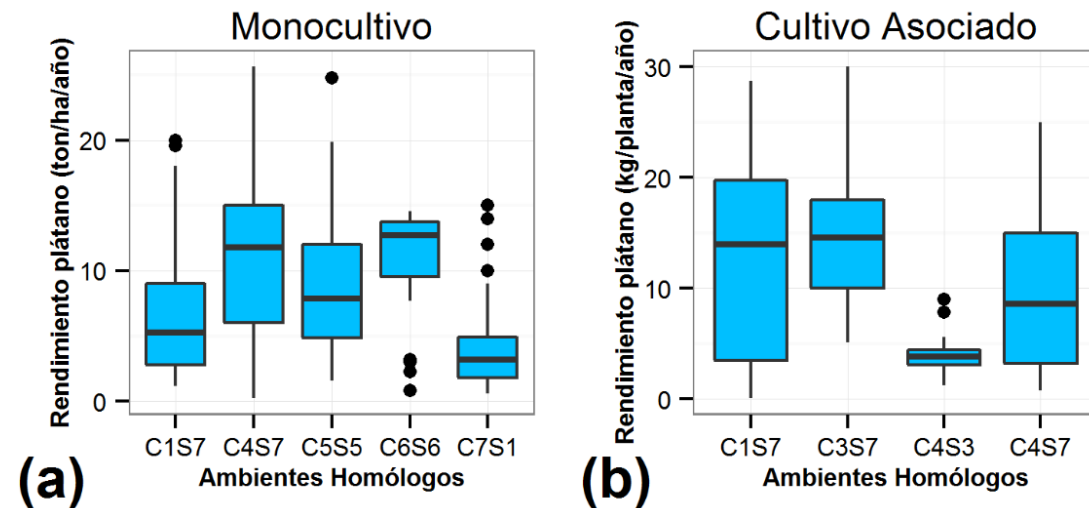 Monocultivo
Rendimiento plátano (ton/ha/año)
20
10
0
C1S7 C4S7 C5S5 C6S6 C7S1
Ambientes Homólogos
(a)
Cultivo Asociado
Rendimiento plátano (kg/planta/año)
30
20
10
0
C1S7 C3S7 C4S3 C4S7
Ambientes Homólogos
(b)